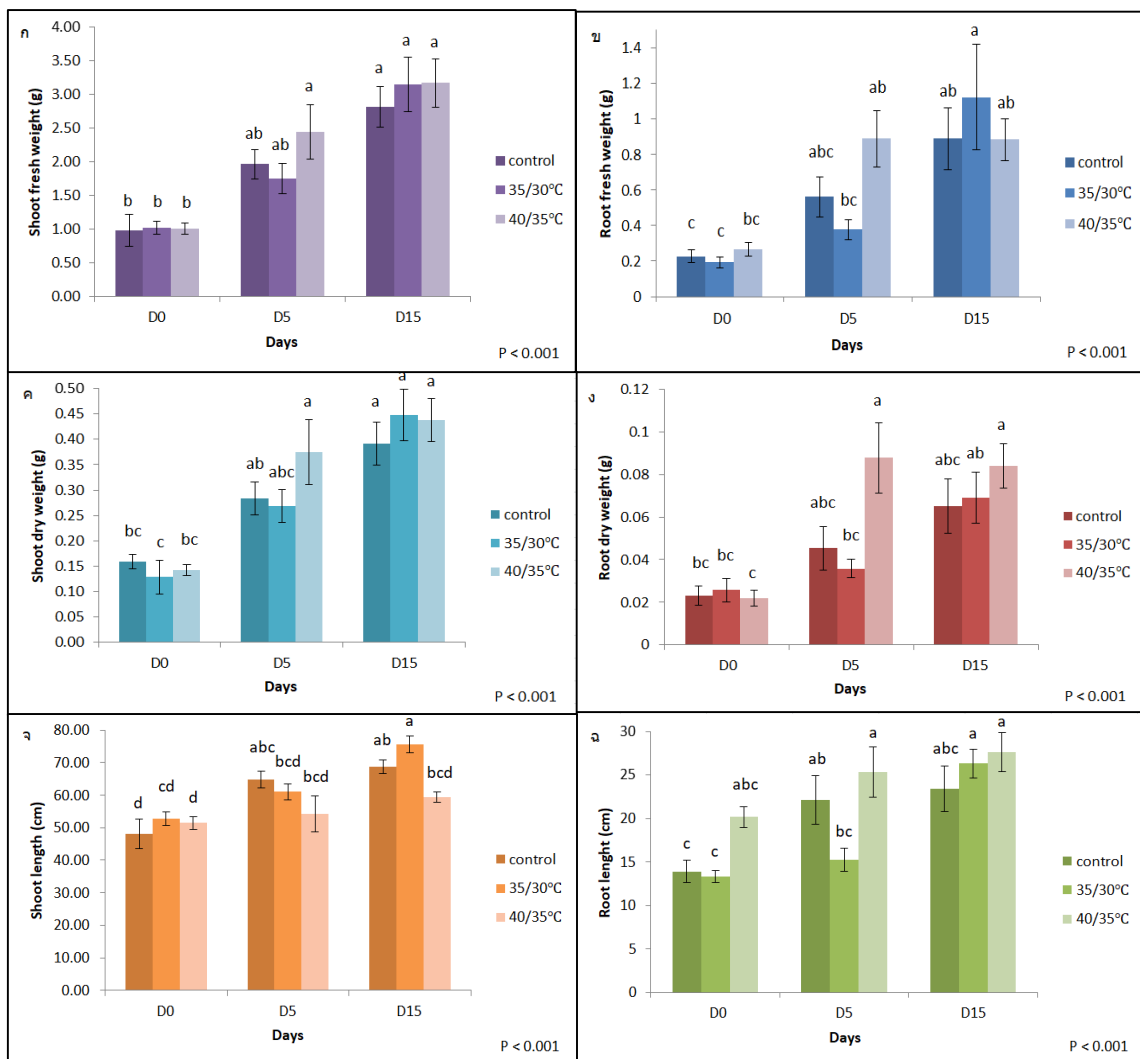 ก
4.00
3.50
3.00
2.50
2.00
1.50
1.00
0.50
0.00
Shoot fresh weight (g)
b b b
ab ab a
a a a
D0 D5 D15
Days
control
35/30°C
40/35°C
P < 0.001
ข
1.4
1.2
1
0.8
0.6
0.4
0.2
0
Root fresh weight (g)
c c bc
abc bc ab
ab a ab
D0 D5 D15
Days
control
35/30°C
40/35°C
P < 0.001
ค
0.50
0.45
0.40
0.35
0.30
0.25
0.20
0.15
0.10
0.05
0.00
Shoot dry weight (g)
bc c bc
ab abc a
a a a
D0 D5 D15
Days
control
35/30°C
40/35°C
P < 0.001
ง
0.12
0.1
0.08
0.06
0.04
0.02
0
Root dry weight (g)
bc bc c
abc bc a
abc ab a
D0 D5 D15
Days
control
35/30°C
40/35°C
P < 0.001
จ
80.00
70.00
60.00
50.00
40.00
30.00
20.00
10.00
0.00
Shoot length (cm)
d cd d
abc bcd bcd
ab a bcd
D0 D5 D15
Days
control
35/30°C
40/35°C
P < 0.001
ฉ
30
25
20
15
10
5
0
Root lenght (cm)
c c abc
ab bc a
abc a a
D0 D5 D15
Days
control
35/30°C
40/35°C
P < 0.001